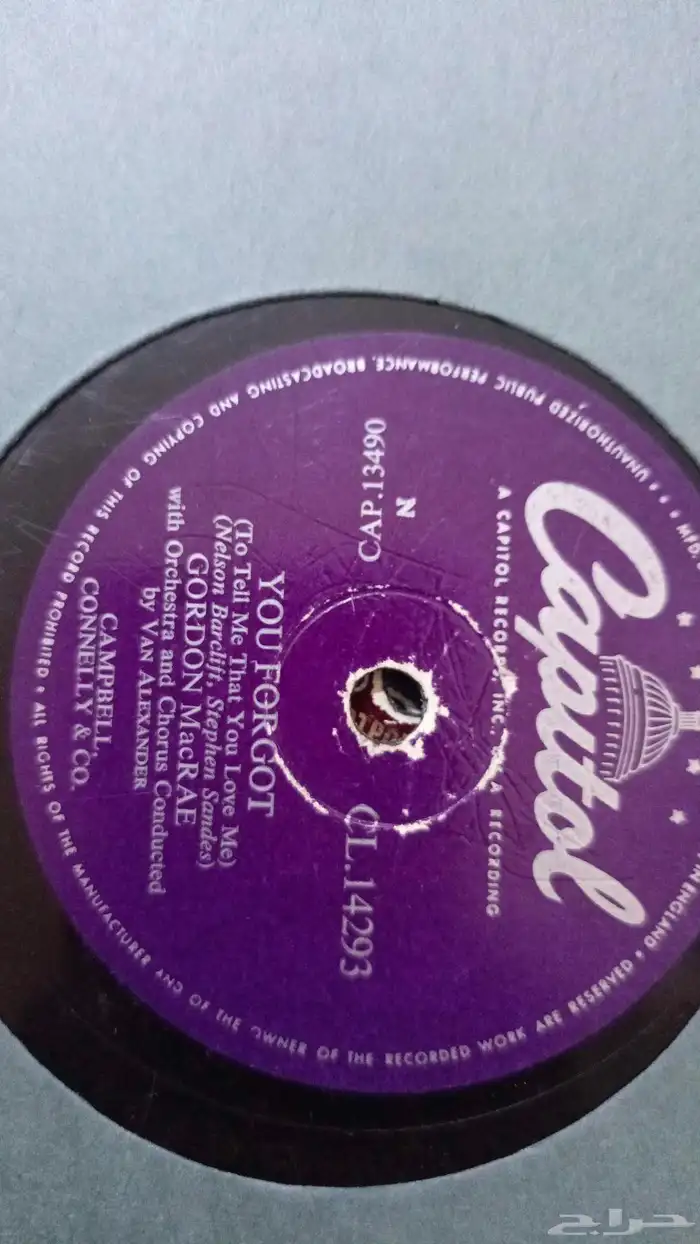 Capitol
A CAPITOL RECORDS, INC., U.S.A RECORDING
N
CAP.13490
CL.14293
YOU FORGOT
(To Tell Me That You Love Me)
(Nelson Barclift, Stephen Sandes)
GORDON MacRAE
with Orchestra and Chorus Conducted
by VAN ALEXANDER
CAMPBELL,
CONNELLY & CO.
MFD. IN ENGLAND • ALL RIGHTS OF THE MANUFACTURER AND OF THE OWNER OF THE RECORDED WORK ARE RESERVED •
UNAUTHORIZED PUBLIC PERFORMANCE, BROADCASTING AND COPYING OF THIS RECORD PROHIBITED •
حراج